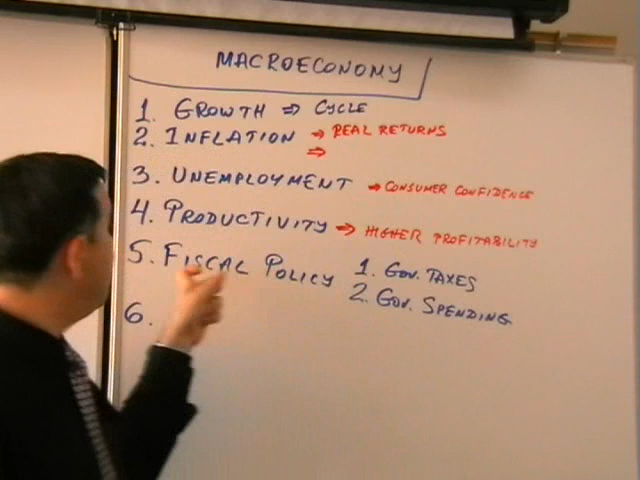 MACROECONOMY
1. GROWTH ⇒ CYCLE
2. INFLATION → REAL RETURNS
⇒
3. UNEMPLOYMENT → CONSUMER CONFIDENCE
4. PRODUCTIVITY → HIGHER PROFITABILITY
5. FISCAL POLICY 1. GOV. TAXES
2. GOV. SPENDING
6.